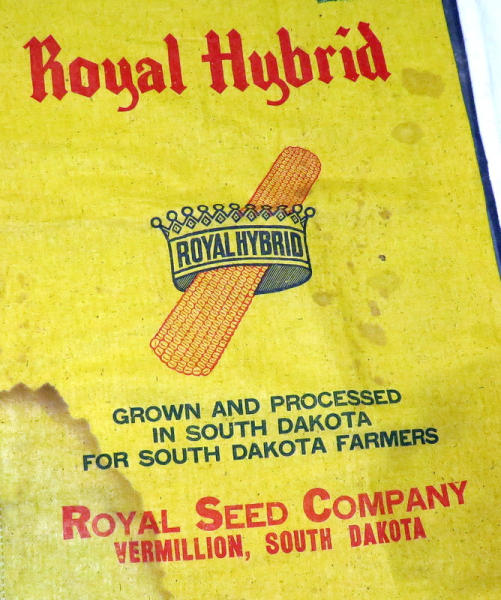 Royal Hybrid
ROYAL HYBRID
GROWN AND PROCESSED
IN SOUTH DAKOTA
FOR SOUTH DAKOTA FARMERS
ROYAL SEED COMPANY
VERMILLION, SOUTH DAKOTA